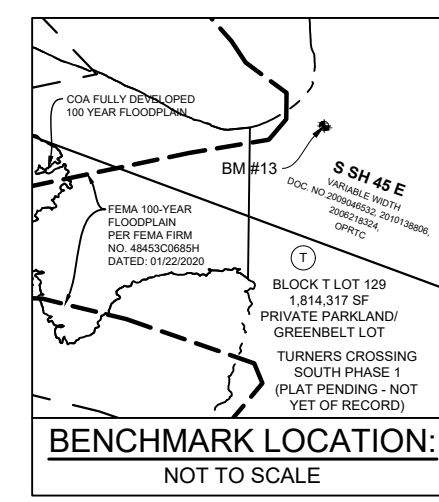 COA FULLY DEVELOPED
100 YEAR FLOODPLAIN
BM #13
S SH 45 E
VARIABLE WIDTH
DOC. NO.2009046532, 2010138806,
2006218324,
OPRTC
FEMA 100-YEAR
FLOODPLAIN
PER FEMA FIRM
NO. 48453C0685H
DATED: 01/22/2020
T
BLOCK T LOT 129
1,814,317 SF
PRIVATE PARKLAND/
GREENBELT LOT
TURNERS CROSSING
SOUTH PHASE 1
(PLAT PENDING - NOT
YET OF RECORD)
BENCHMARK LOCATION:
NOT TO SCALE